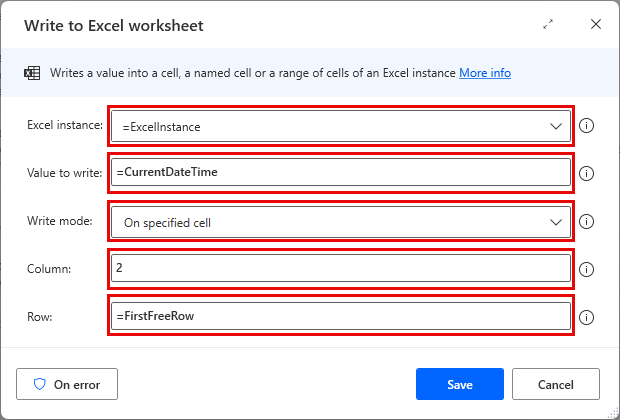 Write to Excel worksheet
Writes a value into a cell, a named cell or a range of cells of an Excel instance More info
Excel instance: =ExcelInstance
Value to write: =CurrentDateTime
Write mode: On specified cell
Column: 2
Row: =FirstFreeRow
On error Save Cancel